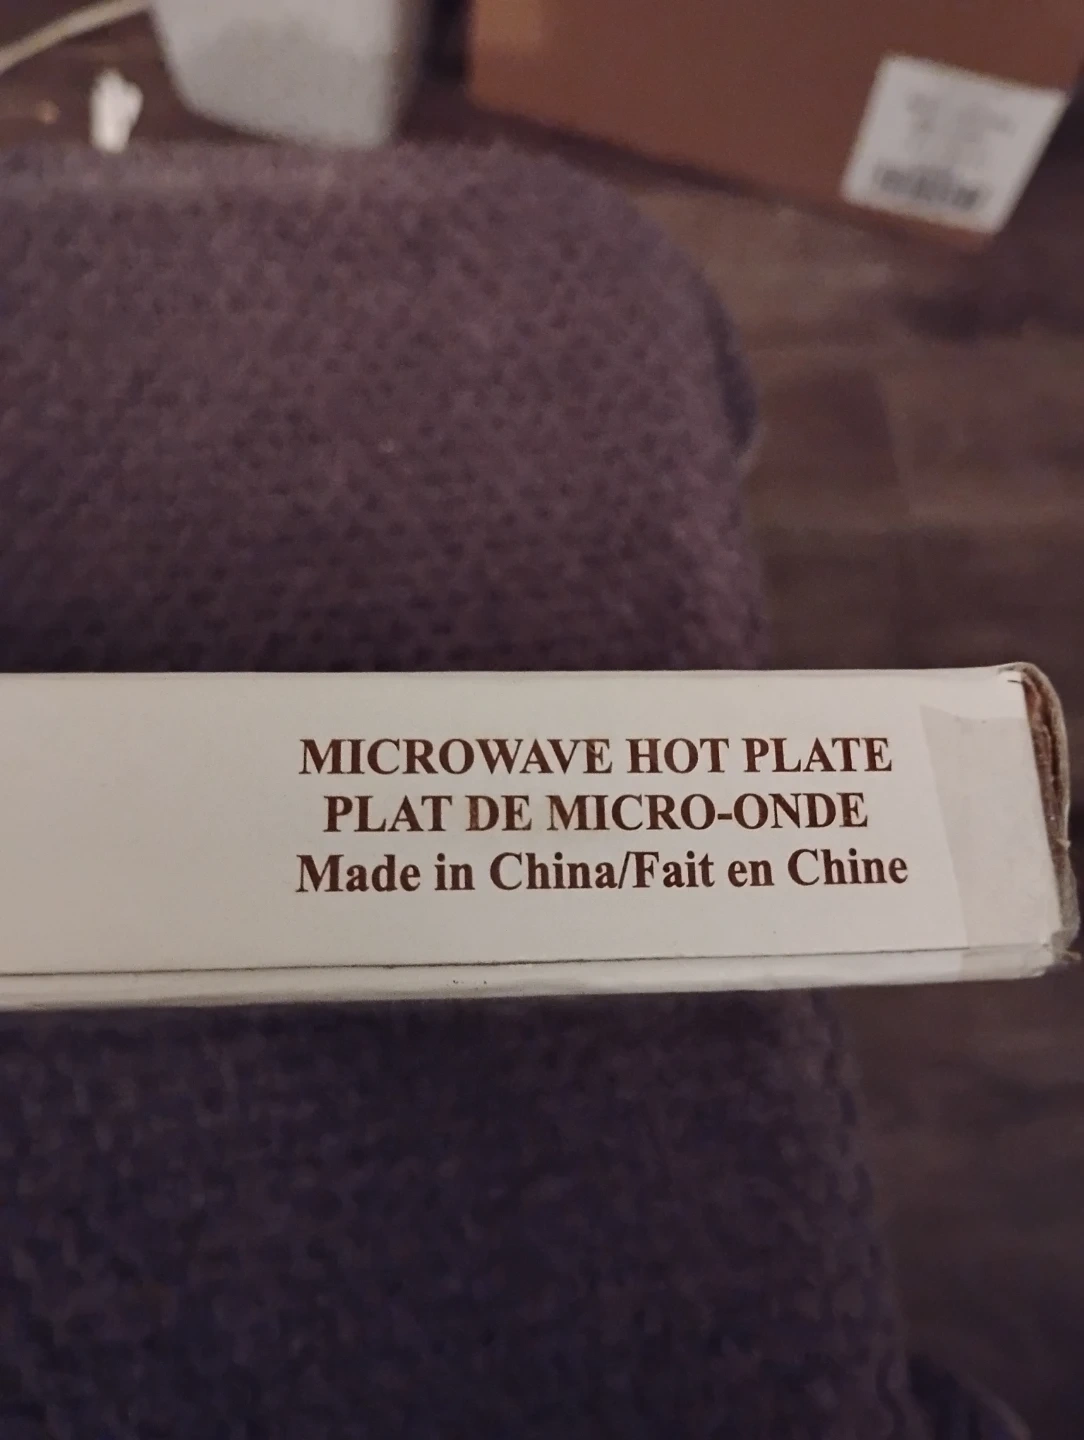 MICROWAVE HOT PLATE
PLAT DE MICRO-ONDE
Made in China/Fait en Chine